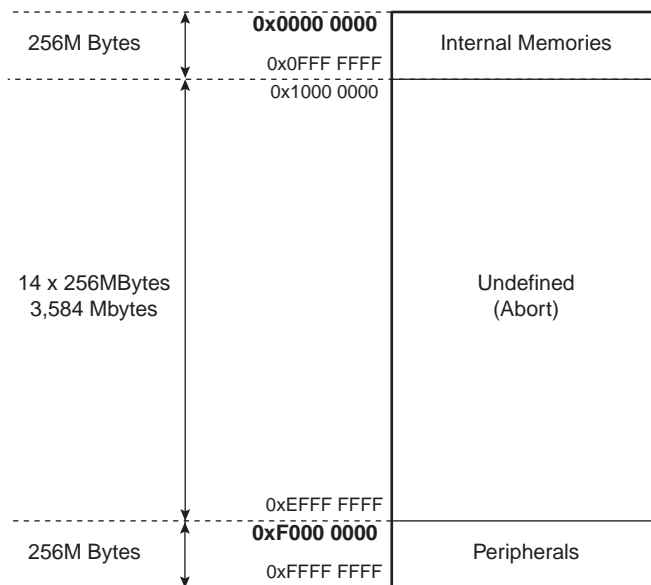 0x0000 0000
256M Bytes
Internal Memories
0x0FFF FFFF
0x1000 0000
14 x 256MBytes
3,584 Mbytes
Undefined
(Abort)
0xEFFF FFFF
0xF000 0000
256M Bytes
Peripherals
0xFFFF FFFF